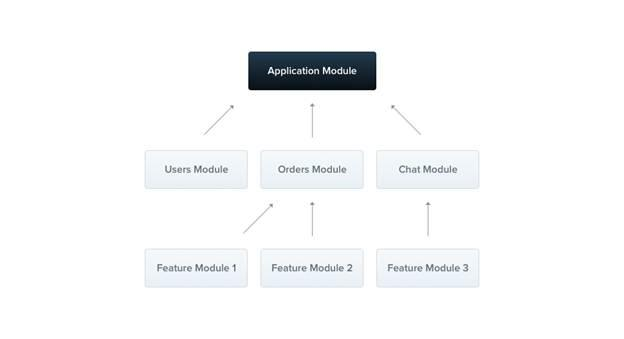 Application Module
Users Module
Orders Module
Chat Module
Feature Module 1
Feature Module 2
Feature Module 3